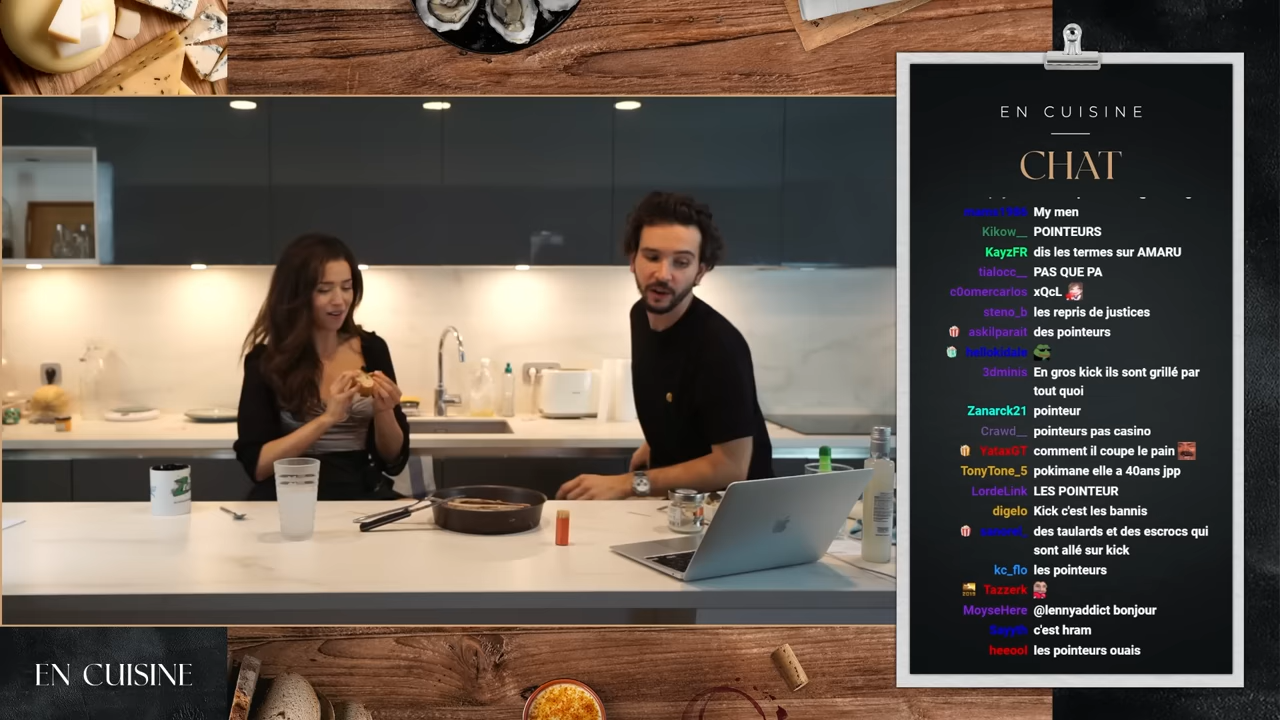 EN CUISINE
CHAT
My men
Kikow__ POINTEURS
KayzFR dis les termes sur AMARU
tialocc__ PAS QUE PA
c0omercarlos xQcL
steno_b les repris de justices
askilparait des pointeurs
3dminis En gros kick ils sont grillé par
tout quoi
Zanarck21 pointeur
Crawd__ pointeurs pas casino
YataxGT comment il coupe le pain
TonyTone_5 pokimane elle a 40ans jpp
LordeLink LES POINTEUR
digelo Kick c'est les bannis
des taulards et des escrocs qui
sont allé sur kick
kc_flo les pointeurs
Tazzerk
MoyseHere @lennyaddict bonjour
c'est hram
heeool les pointeurs ouais
EN CUISINE